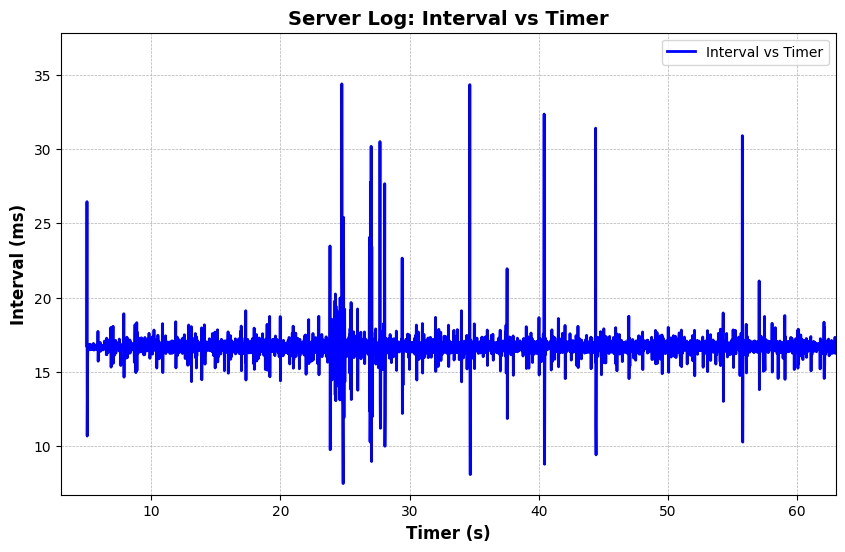 Server Log: Interval vs Timer
Interval vs Timer
35
30
25
20
15
10
Interval (ms)
10 20 30 40 50 60
Timer (s)